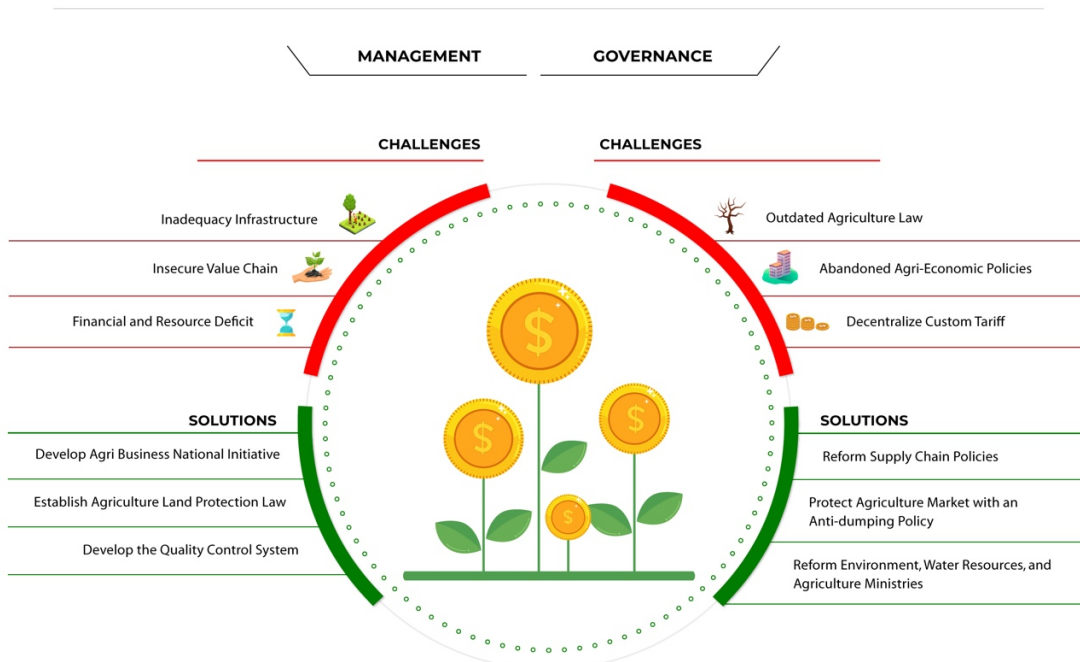 MANAGEMENT
CHALLENGES
Inadequacy Infrastructure
Insecure Value Chain
Financial and Resource Deficit
SOLUTIONS
Develop Agri Business National Initiative
Establish Agriculture Land Protection Law
Develop the Quality Control System
GOVERNANCE
CHALLENGES
Outdated Agriculture Law
Abandoned Agri-Economic Policies
Decentralize Custom Tariff
SOLUTIONS
Reform Supply Chain Policies
Protect Agriculture Market with an
Anti-dumping Policy
Reform Environment, Water Resources, and
Agriculture Ministries
$
$
$
$